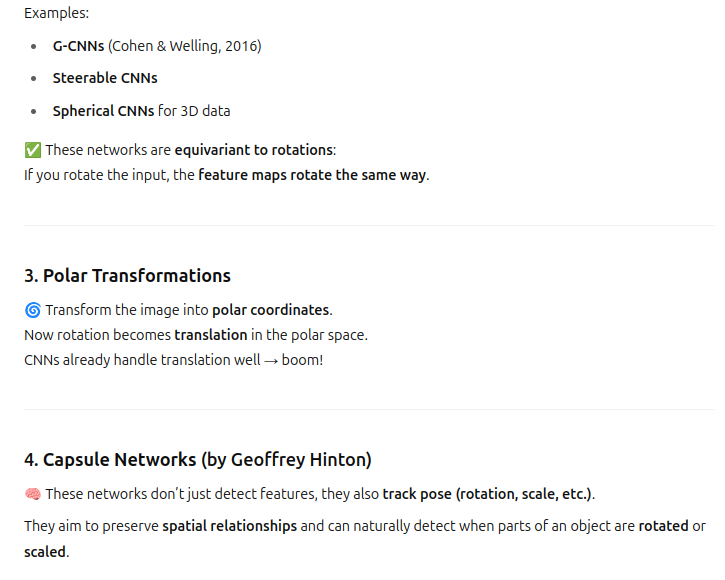 Examples:
G-CNNs (Cohen & Welling, 2016)
Steerable CNNs
Spherical CNNs for 3D data
✅ These networks are equivariant to rotations:
If you rotate the input, the feature maps rotate the same way.
3. Polar Transformations
🌀 Transform the image into polar coordinates.
Now rotation becomes translation in the polar space.
CNNs already handle translation well → boom!
4. Capsule Networks (by Geoffrey Hinton)
🧠 These networks don’t just detect features, they also track pose (rotation, scale, etc.).
They aim to preserve spatial relationships and can naturally detect when parts of an object are rotated or
scaled.